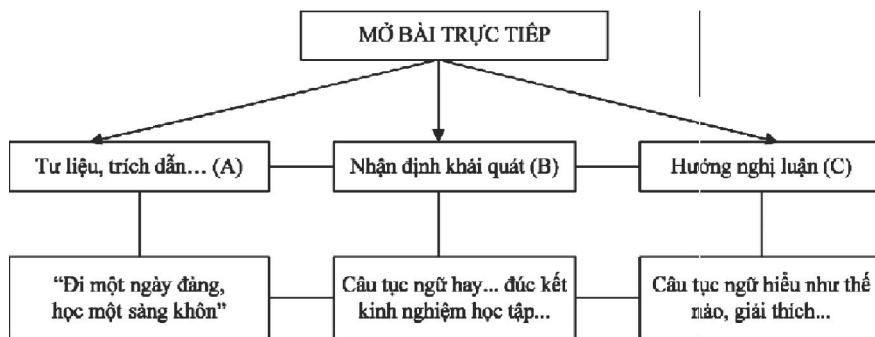 MỞ BÀI TRỰC TIẾP
Tư liệu, trích dẫn... (A)
Nhận định khái quát (B)
Hướng nghị luận (C)
“Đi một ngày đàng,
học một sàng khôn”
Câu tục ngữ hay... đúc kết
kinh nghiệm học tập...
Câu tục ngữ hiểu như thế
nào, giải thích...